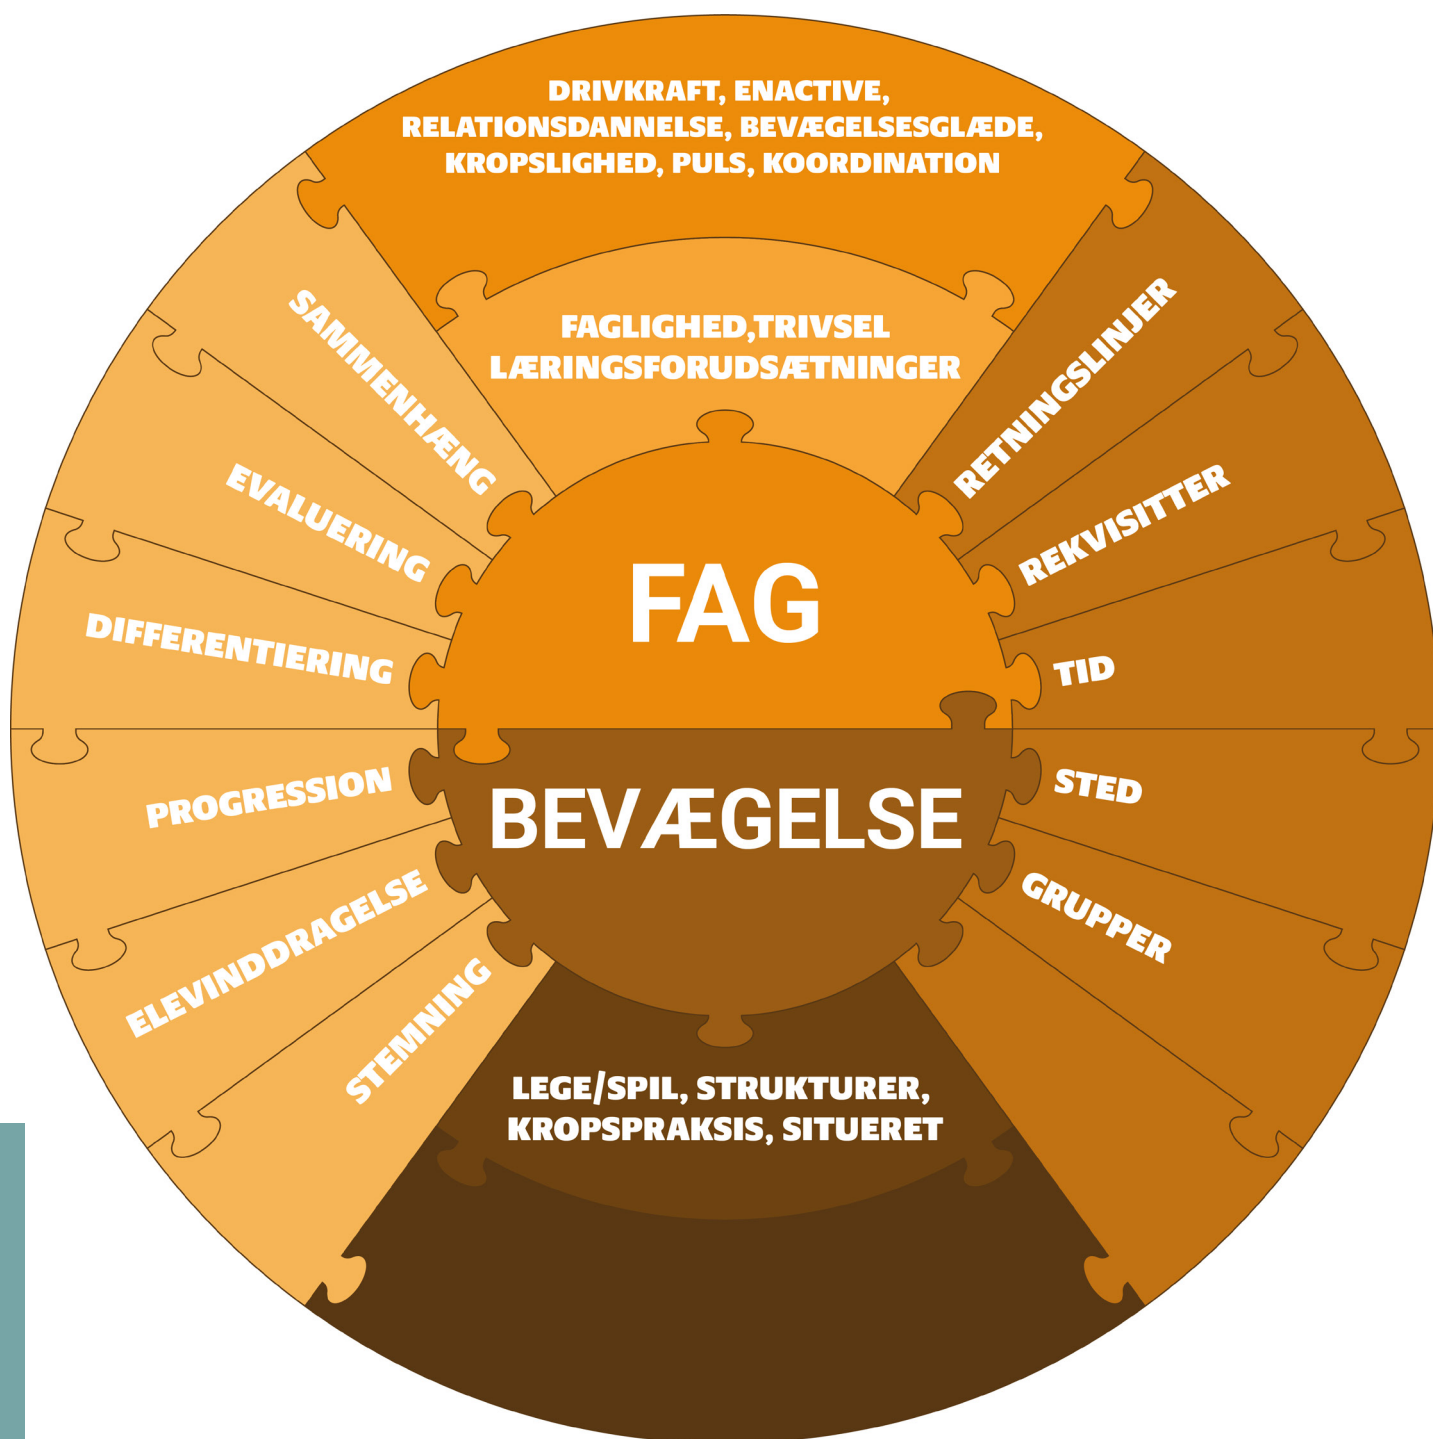 DRIVKRAFT, ENACTIVE,
RELATIONSDANNELSE, BEVÆGELSESGLÆDE,
KROPSLIGHED, PULS, KOORDINATION
FAGLIGHED,TRIVSEL
LÆRINGSFORUDSÆTNINGER
SAMMENHÆNG
EVALUERING
DIFFERENTIERING
PROGRESSION
ELEVINDDRAGELSE
STEMNING
FAG
BEVÆGELSE
RETNINGSLINJER
REKVISITTER
TID
STED
GRUPPER
LEGE/SPIL, STRUKTURER,
KROPSPRAKSIS, SITUERET